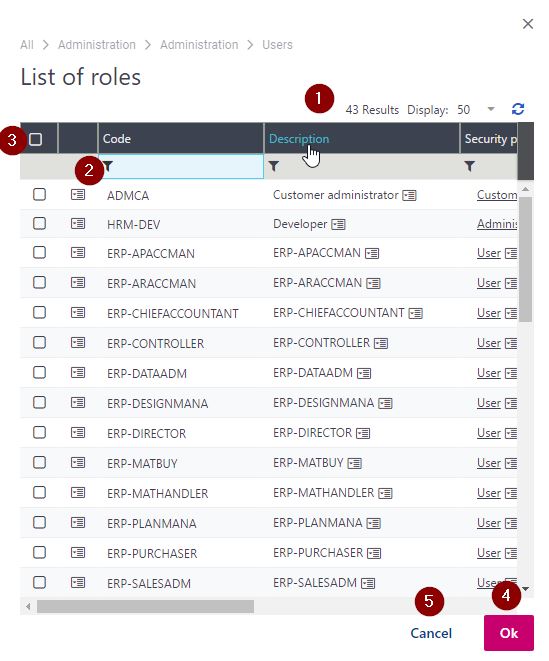 All > Administration > Administration > Users
List of roles
1
43 Results Display: 50
3 Code Description Security p
2
ADMCA Customer administrator Custom
HRM-DEV Developer Adminis
ERP-APACCMAN ERP-APACCMAN User
ERP-ARACCMAN ERP-ARACCMAN User
ERP-CHIEFACCOUNTANT ERP-CHIEFACCOUNTANT User
ERP-CONTROLLER ERP-CONTROLLER User
ERP-DATAADM ERP-DATAADM User
ERP-DESIGNMANA ERP-DESIGNMANA User
ERP-DIRECTOR ERP-DIRECTOR User
ERP-MATBUY ERP-MATBUY User
ERP-MATHANDLER ERP-MATHANDLER User
ERP-PLANMANA ERP-PLANMANA User
ERP-PURCHASER ERP-PURCHASER User
ERP-SALESADM ERP-SALESADM User
5 4
Cancel Ok